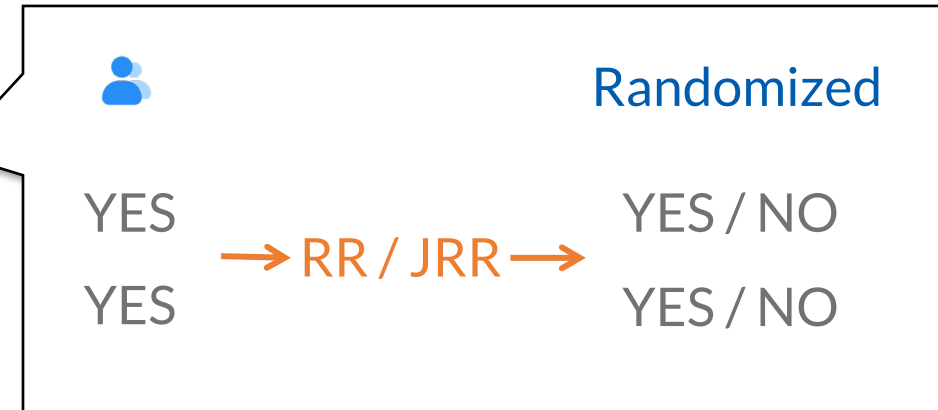 Randomized
YES
YES / NO
RR / JRR
YES
YES / NO